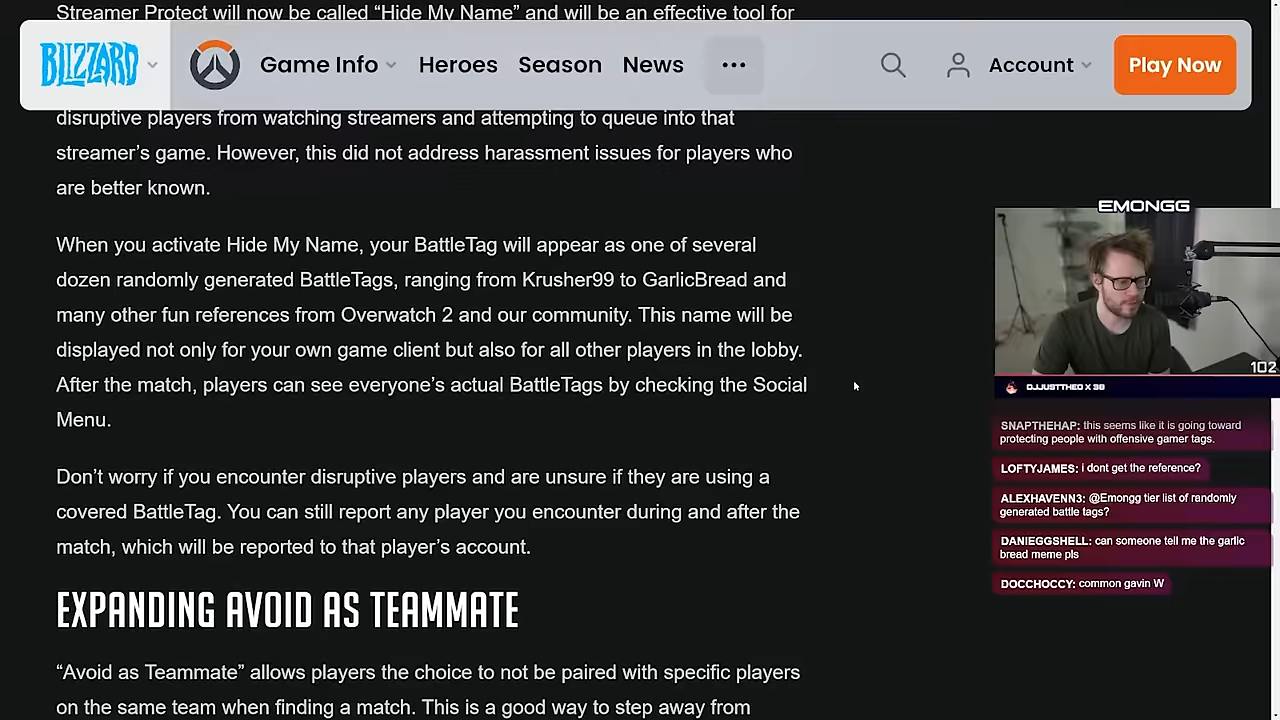 Streamer Protect will now be called “Hide My Name” and will be an effective tool for
BLIZZARD
Game Info
Heroes
Season
News
•••
Account
Play Now
disruptive players from watching streamers and attempting to queue into that
streamer’s game. However, this did not address harassment issues for players who
are better known.
When you activate Hide My Name, your BattleTag will appear as one of several
dozen randomly generated BattleTags, ranging from Krusher99 to GarlicBread and
many other fun references from Overwatch 2 and our community. This name will be
displayed not only for your own game client but also for all other players in the lobby.
After the match, players can see everyone’s actual BattleTags by checking the Social
Menu.
Don’t worry if you encounter disruptive players and are unsure if they are using a
covered BattleTag. You can still report any player you encounter during and after the
match, which will be reported to that player’s account.
EXPANDING AVOID AS TEAMMATE
“Avoid as Teammate” allows players the choice to not be paired with specific players
on the same team when finding a match. This is a good way to step away from
EMONGG
102
DJJUSTTHEO X 38
SNAPTHEHAP: this seems like it is going toward
protecting people with offensive gamer tags.
LOFTYJAMES: i dont get the reference?
ALEXHAVENN3: @Emongg tier list of randomly
generated battle tags?
DANIEGGSHELL: can someone tell me the garlic
bread meme pls
DOCCHOCCY: common gavin W